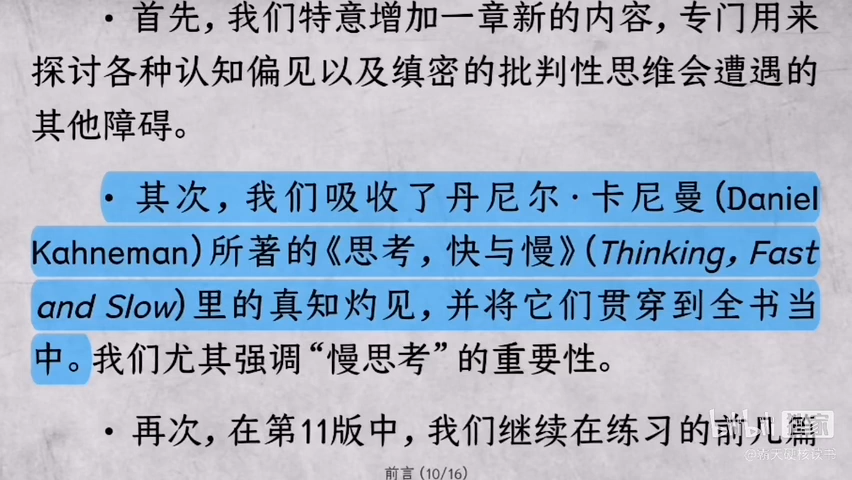 • 首先，我们特意增加一章新的内容，专门用来
探讨各种认知偏见以及缜密的批判性思维会遭遇的
其他障碍。
• 其次，我们吸收了丹尼尔·卡尼曼（Daniel
Kahneman）所著的《思考，快与慢》（Thinking, Fast
and Slow）里的真知灼见，并将它们贯穿到全书当
中。我们尤其强调“慢思考”的重要性。
• 再次，在第11版中，我们继续在练习的前几篇
bilibili 独家
前言（10/16）